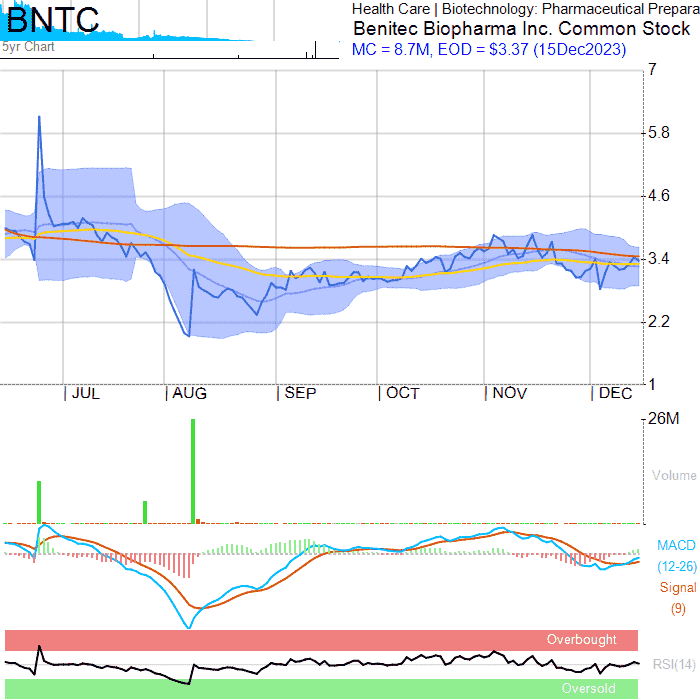 BNTC
5yr Chart
Health Care | Biotechnology: Pharmaceutical Prepara
Benitec Biopharma Inc. Common Stock
MC = 8.7M, EOD = $3.37 (15Dec2023)
7
5.8
4.6
3.4
2.2
1
JUL
AUG
SEP
OCT
NOV
DEC
26M
Volume
MACD
(12-26)
Signal
(9)
Overbought
RSI(14)
Oversold